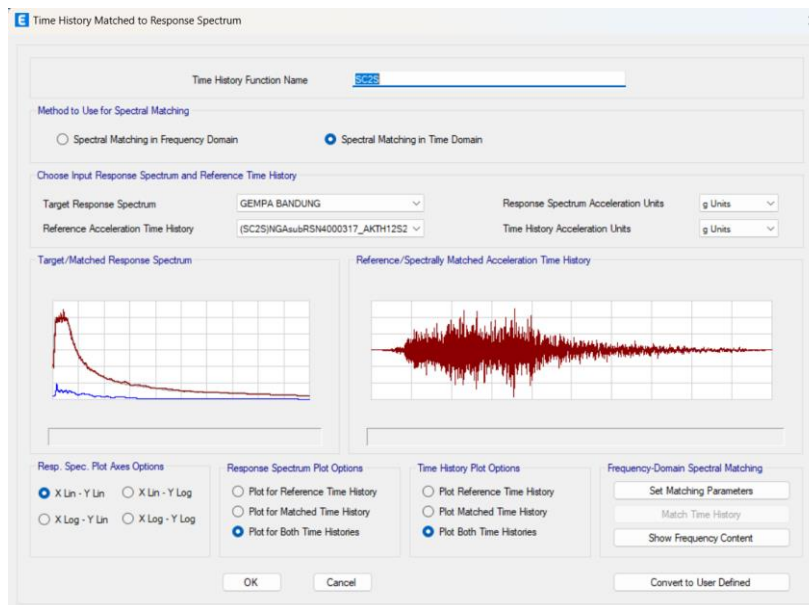 E Time History Matched to Response Spectrum
Time History Function Name SC2S
Method to Use for Spectral Matching
Spectral Matching in Frequency Domain Spectral Matching in Time Domain
Choose Input Response Spectrum and Reference Time History
Target Response Spectrum GEMPA BANDUNG Response Spectrum Acceleration Units g Units
Reference Acceleration Time History (SC2S)NGAsubRSN4000317_AKTH12S2 Time History Acceleration Units g Units
Target/Matched Response Spectrum Reference/Spectrally Matched Acceleration Time History
Resp. Spec. Plot Axes Options Response Spectrum Plot Options Time History Plot Options Frequency-Domain Spectral Matching
X Lin - Y Lin X Lin - Y Log Plot for Reference Time History Plot Reference Time History Set Matching Parameters
X Log - Y Lin X Log - Y Log Plot for Matched Time History Plot Matched Time History Match Time History
Plot for Both Time Histories Plot Both Time Histories Show Frequency Content
OK Cancel Convert to User Defined